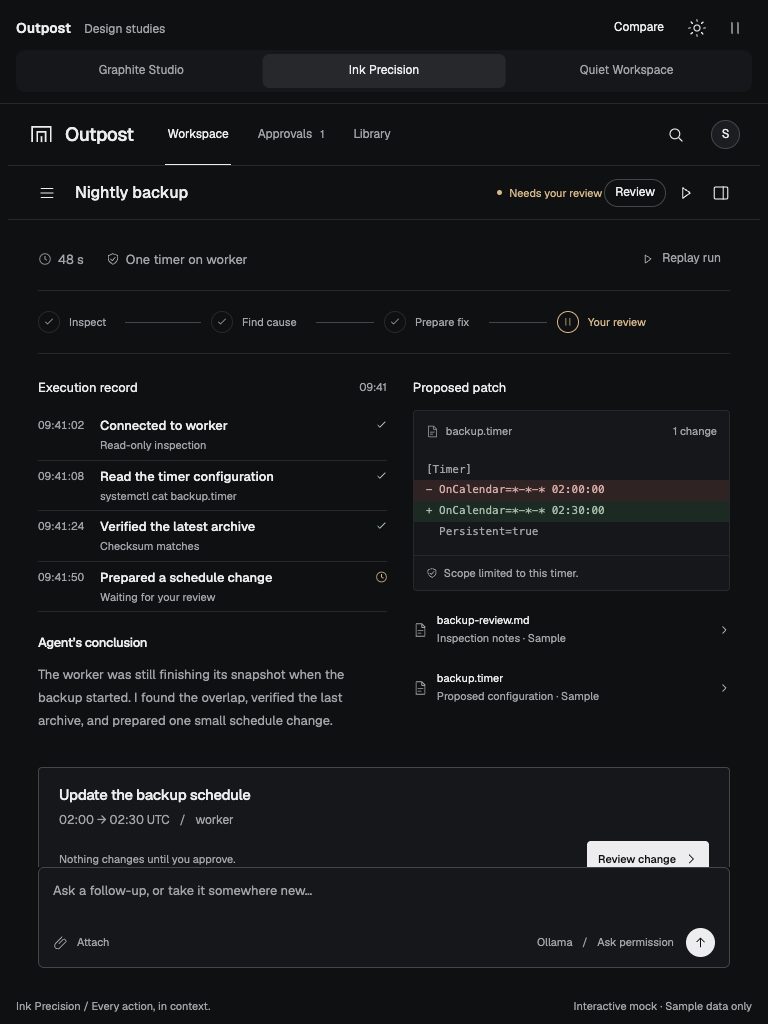 Outpost Design studies Compare
Graphite Studio Ink Precision Quiet Workspace
Outpost Workspace Approvals 1 Library S
Nightly backup Needs your review Review
48 s One timer on worker Replay run
Inspect Find cause Prepare fix Your review
Execution record 09:41
09:41:02 Connected to worker
Read-only inspection
09:41:08 Read the timer configuration
systemctl cat backup.timer
09:41:24 Verified the latest archive
Checksum matches
09:41:50 Prepared a schedule change
Waiting for your review
Agent's conclusion
The worker was still finishing its snapshot when the
backup started. I found the overlap, verified the last
archive, and prepared one small schedule change.
Proposed patch
backup.timer 1 change
[Timer]
- OnCalendar=*-*-* 02:00:00
+ OnCalendar=*-*-* 02:30:00
Persistent=true
Scope limited to this timer.
backup-review.md
Inspection notes · Sample
backup.timer
Proposed configuration · Sample
Update the backup schedule
02:00 → 02:30 UTC / worker
Nothing changes until you approve. Review change
Ask a follow-up, or take it somewhere new...
Attach Ollama / Ask permission
Ink Precision / Every action, in context. Interactive mock · Sample data only